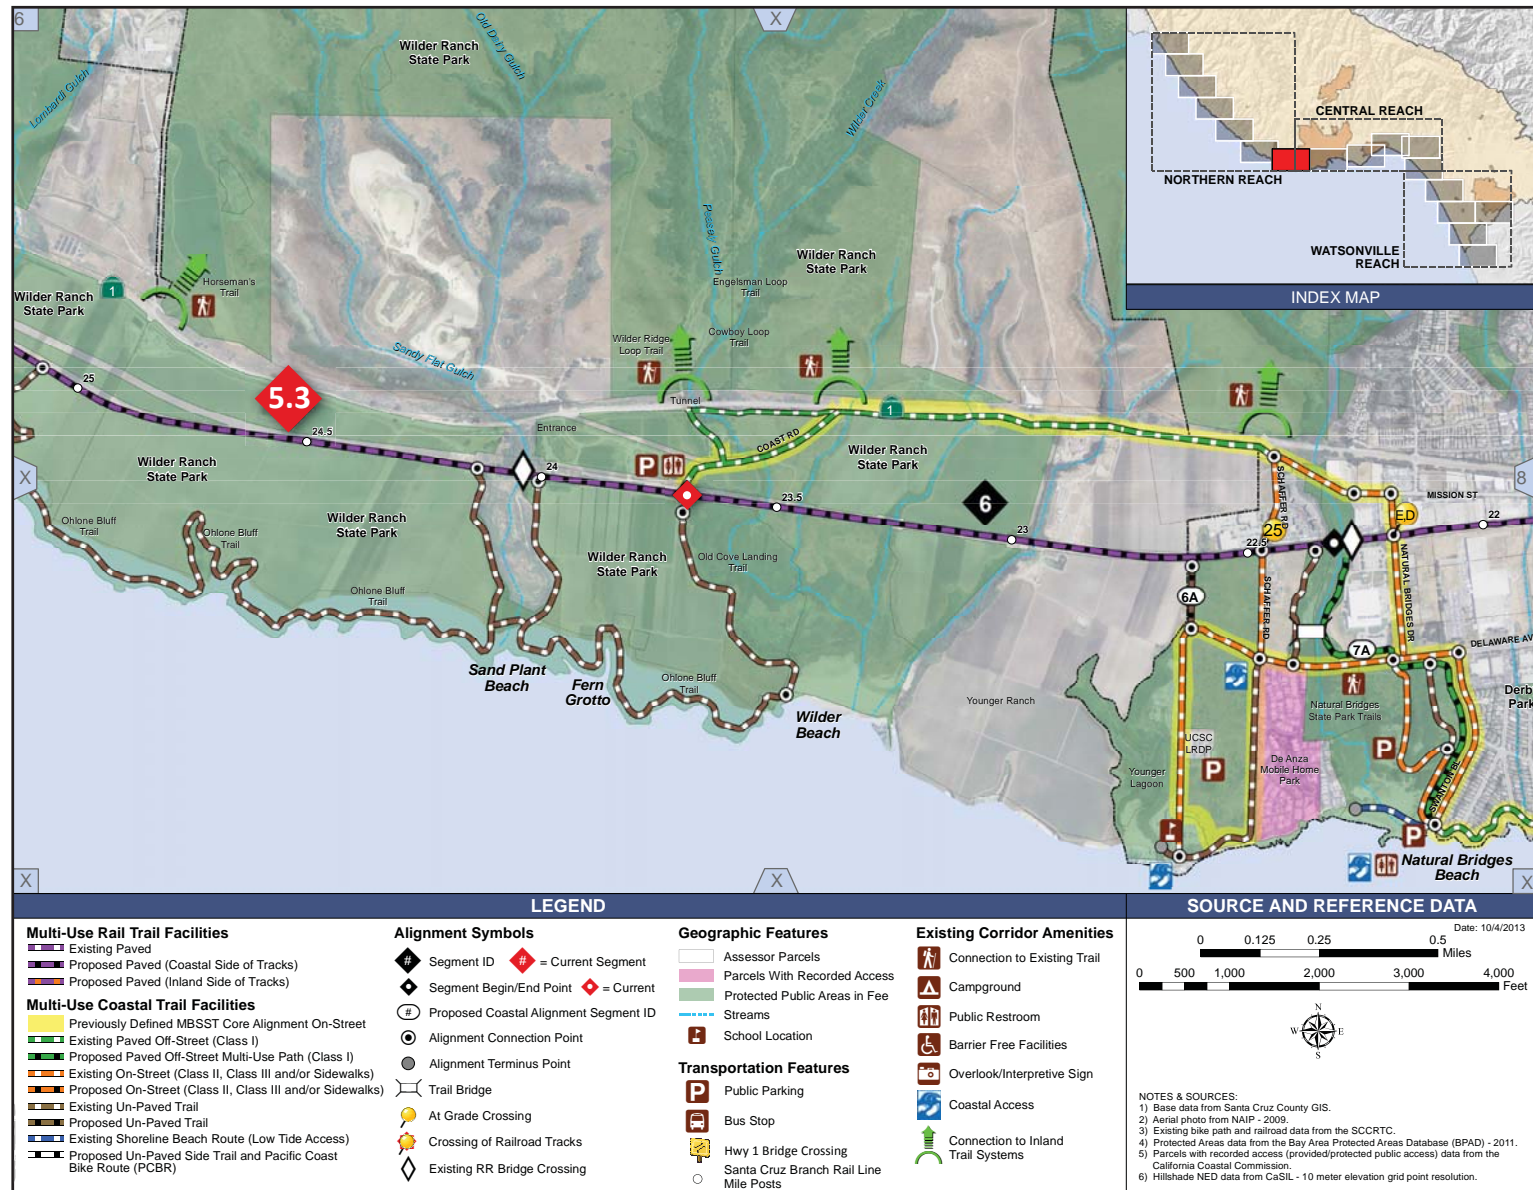 6
X
Wilder Ranch
State Park
Old Dairy Gulch
Peasley Gulch
Wilder Creek
Lombardi Gulch
CENTRAL REACH
NORTHERN REACH
WATSONVILLE
REACH
INDEX MAP
Horseman's
Trail
1
Wilder Ranch
State Park
Wilder Ranch
State Park
Engelsman Loop
Trail
Cowboy Loop
Trail
Wilder Ridge
Loop Trail
Sandy Flat Gulch
Tunnel
1
25
5.3
24.5
Entrance
COAST RD
24
P
23.5
6
23
22.5
22
X
8
Wilder Ranch
State Park
Wilder Ranch
State Park
Wilder Ranch
State Park
Wilder Ranch
State Park
MISSION ST
SCHAFFER RD
25
E,D
NATURAL BRIDGES DR
SCHAFFER RD
DELAWARE AV
Ohlone Bluff
Trail
Ohlone Bluff
Trail
Ohlone Bluff
Trail
Old Cove Landing
Trail
6A
7A
Sand Plant
Beach
Fern
Grotto
Ohlone Bluff
Trail
Wilder
Beach
Younger Ranch
Natural Bridges
State Park Trails
Derb
Park
UCSC
LRDP
P
P
De Anza
Mobile Home
Park
Younger
Lagoon
SWANTON BL
P
Natural Bridges
Beach
X
X
X
LEGEND
Multi-Use Rail Trail Facilities
Existing Paved
Proposed Paved (Coastal Side of Tracks)
Proposed Paved (Inland Side of Tracks)
Multi-Use Coastal Trail Facilities
Previously Defined MBSST Core Alignment On-Street
Existing Paved Off-Street (Class I)
Proposed Paved Off-Street Multi-Use Path (Class I)
Existing On-Street (Class II, Class III and/or Sidewalks)
Proposed On-Street (Class II, Class III and/or Sidewalks)
Existing Un-Paved Trail
Proposed Un-Paved Trail
Existing Shoreline Beach Route (Low Tide Access)
Proposed Un-Paved Side Trail and Pacific Coast
Bike Route (PCBR)
Alignment Symbols
# Segment ID # = Current Segment
Segment Begin/End Point = Current
# Proposed Coastal Alignment Segment ID
Alignment Connection Point
Alignment Terminus Point
Trail Bridge
At Grade Crossing
Crossing of Railroad Tracks
Existing RR Bridge Crossing
Geographic Features
Assessor Parcels
Parcels With Recorded Access
Protected Public Areas in Fee
Streams
School Location
Transportation Features
P Public Parking
Bus Stop
Hwy 1 Bridge Crossing
Santa Cruz Branch Rail Line
Mile Posts
Existing Corridor Amenities
Connection to Existing Trail
Campground
Public Restroom
Barrier Free Facilities
Overlook/Interpretive Sign
Coastal Access
Connection to Inland
Trail Systems
SOURCE AND REFERENCE DATA
Date: 10/4/2013
0 0.125 0.25 0.5
Miles
0 500 1,000 2,000 3,000 4,000
Feet
N
W E
S
NOTES & SOURCES:
1) Base data from Santa Cruz County GIS.
2) Aerial photo from NAIP - 2009.
3) Existing bike path and railroad data from the SCCRTC.
4) Protected Areas data from the Bay Area Protected Areas Database (BPAD) - 2011.
5) Parcels with recorded access (provided/protected public access) data from the
California Coastal Commission.
6) Hillshade NED data from CaSIL - 10 meter elevation grid point resolution.